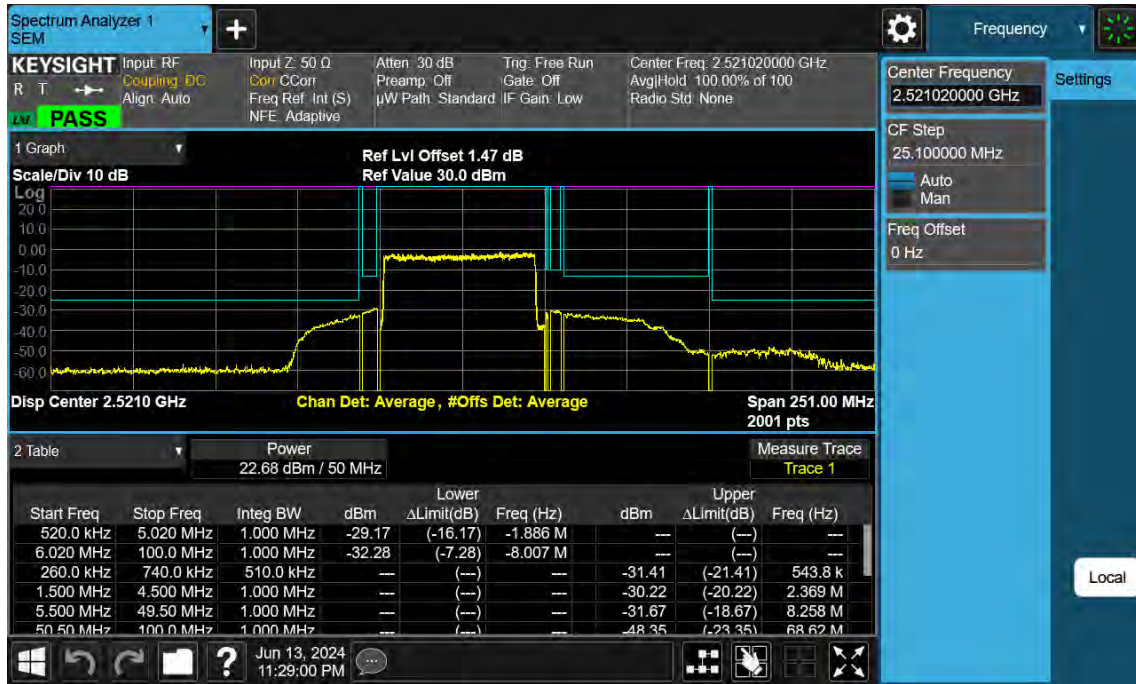 Spectrum Analyzer 1
SEM
Frequency
KEYSIGHT
R T
LXI
PASS
Input: RF
Coupling: DC
Align: Auto
Input Z: 50 Ω
Corr CCorr
Freq Ref: Int (S)
NFE: Adaptive
Atten: 30 dB
Preamp: Off
µW Path: Standard
Trig: Free Run
Gate: Off
IF Gain: Low
Center Freq: 2.521020000 GHz
Avg|Hold: 100.00% of 100
Radio Std: None
Center Frequency
2.521020000 GHz
Settings
CF Step
25.100000 MHz
Auto
Man
Freq Offset
0 Hz
Local
1 Graph
Scale/Div 10 dB
Ref Lvl Offset 1.47 dB
Ref Value 30.0 dBm
Log
20.0
10.0
0.00
-10.0
-20.0
-30.0
-40.0
-50.0
-60.0
Disp Center 2.5210 GHz
Chan Det: Average, #Offs Det: Average
Span 251.00 MHz
2001 pts
2 Table
Power
22.68 dBm / 50 MHz
Measure Trace
Trace 1
Lower Upper
Start Freq Stop Freq Integ BW dBm ΔLimit(dB) Freq (Hz) dBm ΔLimit(dB) Freq (Hz)
520.0 kHz 5.020 MHz 1.000 MHz -29.17 (-16.17) -1.886 M --- (---) ---
6.020 MHz 100.0 MHz 1.000 MHz -32.28 (-7.28) -8.007 M --- (---) ---
260.0 kHz 740.0 kHz 510.0 kHz --- (---) --- -31.41 (-21.41) 543.8 k
1.500 MHz 4.500 MHz 1.000 MHz --- (---) --- -30.22 (-20.22) 2.369 M
5.500 MHz 49.50 MHz 1.000 MHz --- (---) --- -31.67 (-18.67) 8.258 M
50.50 MHz 100.0 MHz 1.000 MHz --- (---) --- -48.35 (-23.35) 68.62 M
Jun 13, 2024
11:29:00 PM